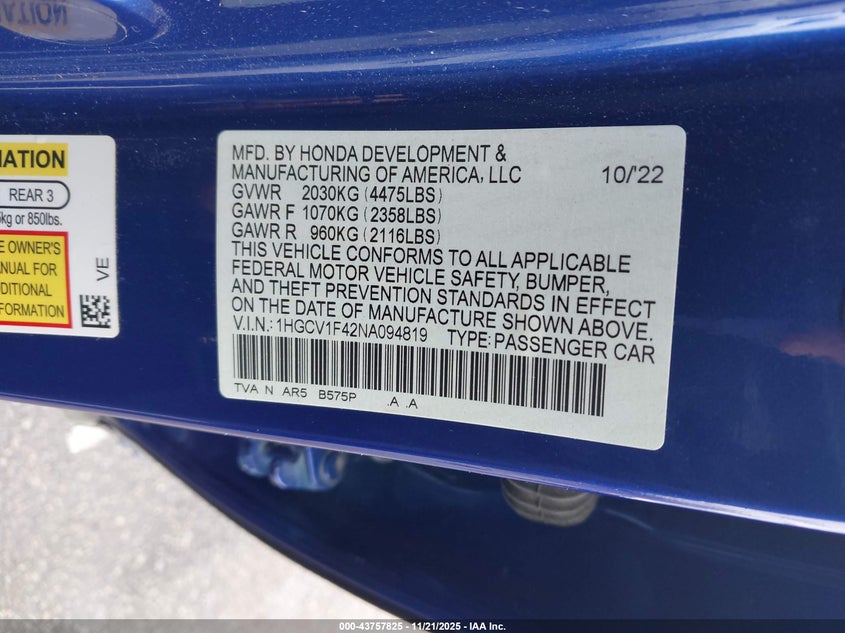 MATION
REAR 3
kg or 850lbs.
E OWNER'S
ANUAL FOR
DDITIONAL
FORMATION
VE
MFD. BY HONDA DEVELOPMENT &
MANUFACTURING OF AMERICA, LLC 10/'22
GVWR 2030KG (4475LBS)
GAWR F 1070KG (2358LBS)
GAWR R 960KG (2116LBS)
THIS VEHICLE CONFORMS TO ALL APPLICABLE
FEDERAL MOTOR VEHICLE SAFETY, BUMPER,
AND THEFT PREVENTION STANDARDS IN EFFECT
ON THE DATE OF MANUFACTURE SHOWN ABOVE.
V.I.N.: 1HGCV1F42NA094819 TYPE: PASSENGER CAR
TVA N AR5 B575P .A .A
000-43757825 — 11/21/2025 — IAA Inc.